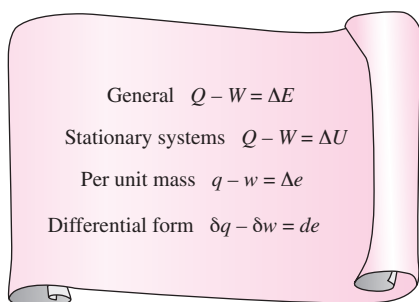 General Q – W = ΔE
Stationary systems Q – W = ΔU
Per unit mass q – w = Δe
Differential form δq – δw = de